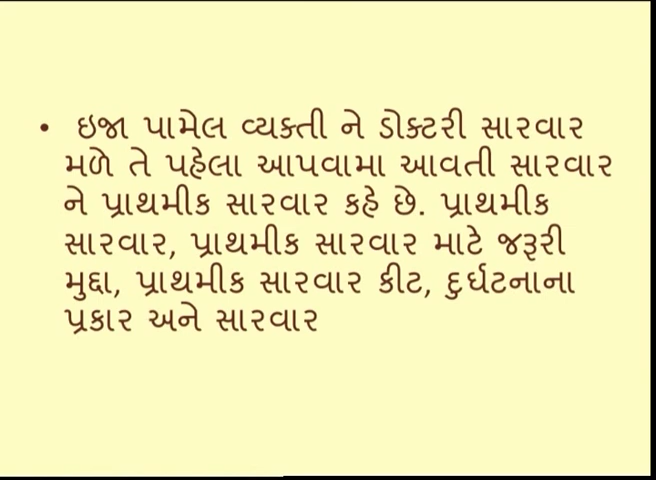 • ઇજા પામેલ વ્યક્તી ને ડોક્ટરી સારવાર
મળે તે પહેલા આપવામા આવતી સારવાર
ને પ્રાથમીક સારવાર કહે છે. પ્રાથમીક
સારવાર, પ્રાથમીક સારવાર માટે જરૂરી
મુદ્દા, પ્રાથમીક સારવાર કીટ, દુર્ઘટનાના
પ્રકાર અને સારવાર